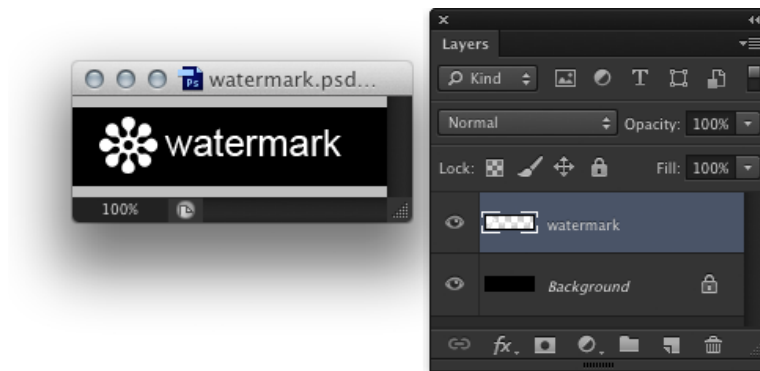 watermark.psd...
watermark
100%
Layers
Kind
Normal
Opacity: 100%
Lock:
Fill: 100%
watermark
Background